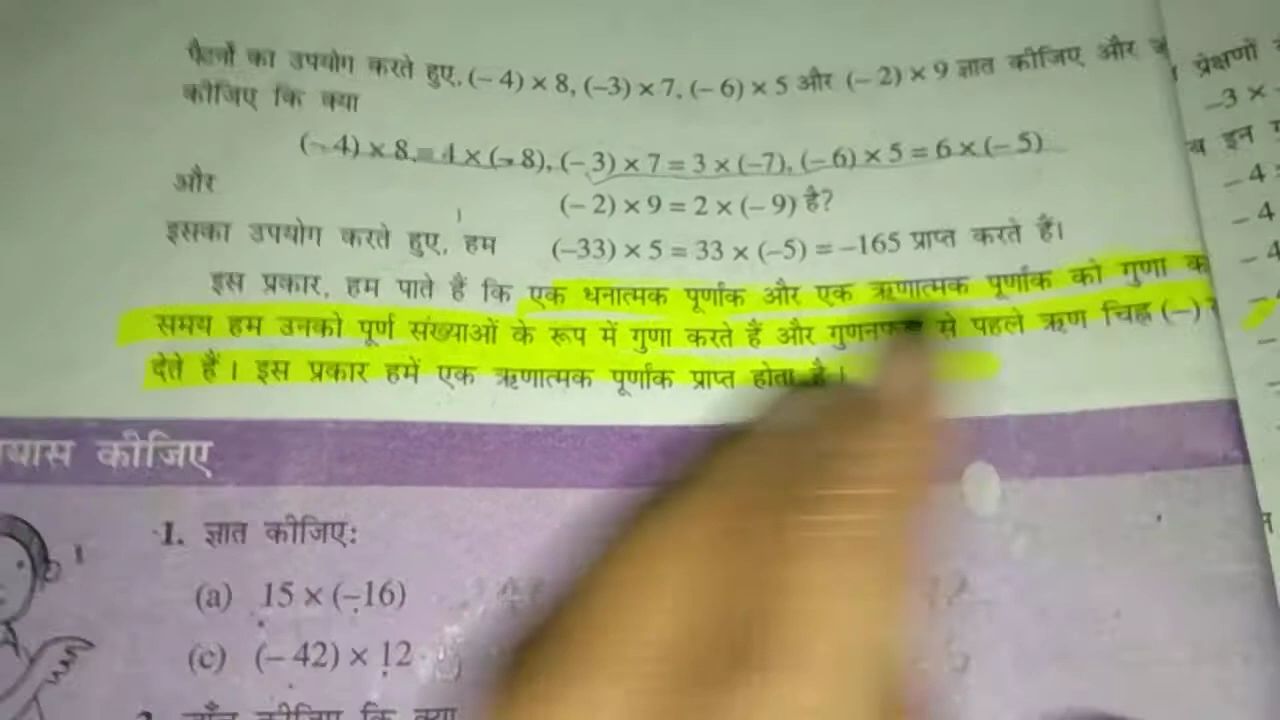 पैटर्नों का उपयोग करते हुए, (– 4) × 8, (–3) × 7, (– 6) × 5 और (– 2) × 9 ज्ञात कीजिए और
कीजिए कि क्या
(– 4) × 8 = 4 × (– 8), (– 3) × 7 = 3 × (–7), (– 6) × 5 = 6 × (– 5)
और
(– 2) × 9 = 2 × (– 9) है?
इसका उपयोग करते हुए, हम (–33) × 5 = 33 × (–5) = –165 प्राप्त करते हैं।
इस प्रकार, हम पाते हैं कि एक धनात्मक पूर्णांक और एक ऋणात्मक पूर्णांक को गुणा
समय हम उनको पूर्ण संख्याओं के रूप में गुणा करते हैं और गुणनफल से पहले ऋण चिह्न (–)
देते हैं। इस प्रकार हमें एक ऋणात्मक पूर्णांक प्राप्त होता है।
कीजिए
1. ज्ञात कीजिए:
(a) 15 × (–16)
(c) (– 42) × 12
कीजिए कि क्या
प्रेक्षणों
–3 ×
इन
– 4
– 4
– 4